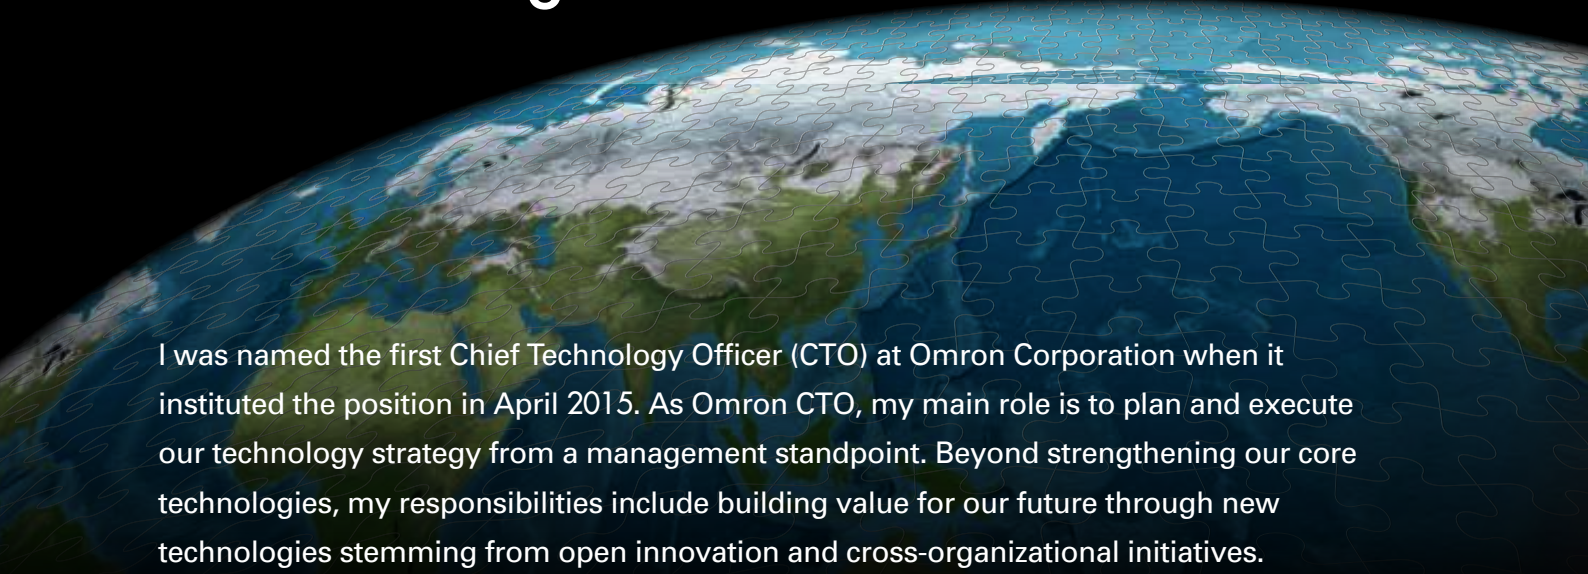 I was named the first Chief Technology Officer (CTO) at Omron Corporation when it
instituted the position in April 2015. As Omron CTO, my main role is to plan and execute
our technology strategy from a management standpoint. Beyond strengthening our core
technologies, my responsibilities include building value for our future through new
technologies stemming from open innovation and cross-organizational initiatives.